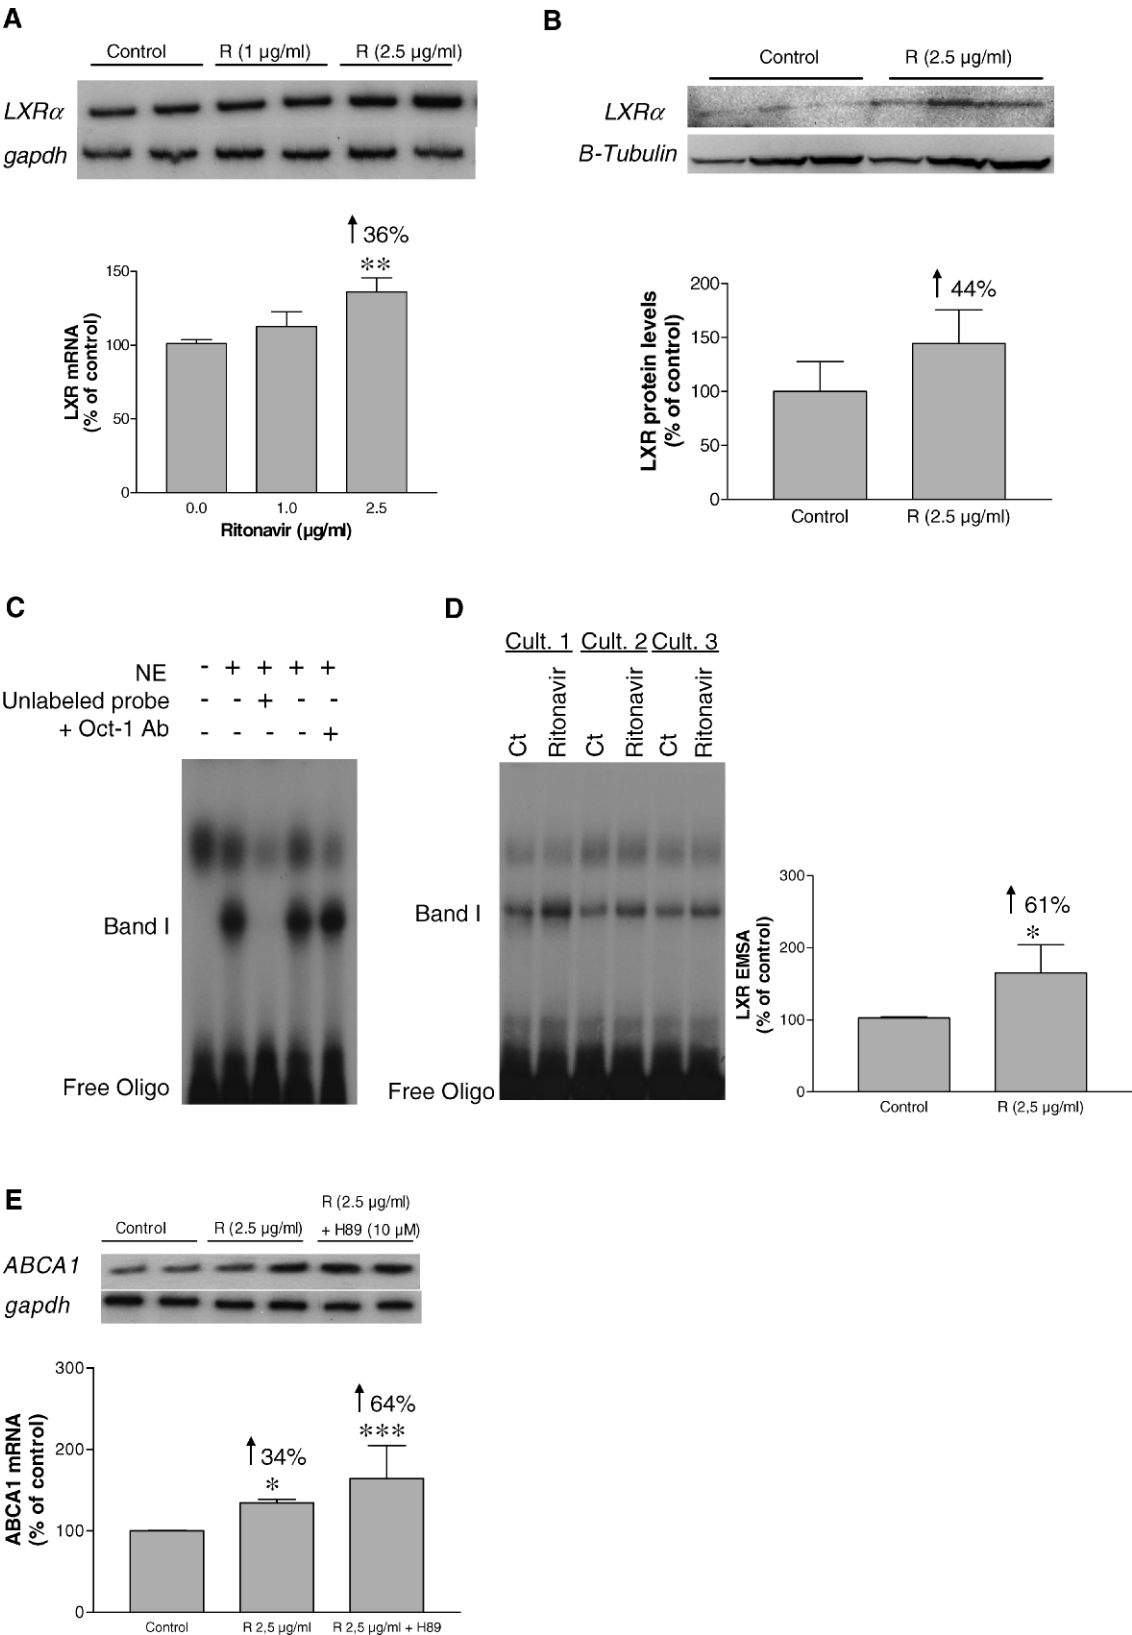 A
Control R (1 µg/ml) R (2.5 µg/ml)
LXRα
gapdh
↑ 36%
**
150
100
50
0
LXR mRNA
(% of control)
0.0 1.0 2.5
Ritonavir (µg/ml)
B
Control R (2.5 µg/ml)
LXRα
B-Tubulin
↑ 44%
200
150
100
50
0
LXR protein levels
(% of control)
Control R (2.5 µg/ml)
C
NE - + + + +
Unlabeled probe - - + - -
+ Oct-1 Ab - - - - +
Band I
Free Oligo
D
Cult. 1 Cult. 2 Cult. 3
Ct Ritonavir Ct Ritonavir Ct Ritonavir
Band I
Free Oligo
↑ 61%
*
300
200
100
0
LXR EMSA
(% of control)
Control R (2,5 µg/ml)
E
R (2.5 µg/ml)
Control R (2.5 µg/ml) + H89 (10 µM)
ABCA1
gapdh
↑ 64%
***
↑ 34%
*
300
200
100
0
ABCA1 mRNA
(% of control)
Control R 2,5 µg/ml R 2,5 µg/ml + H89